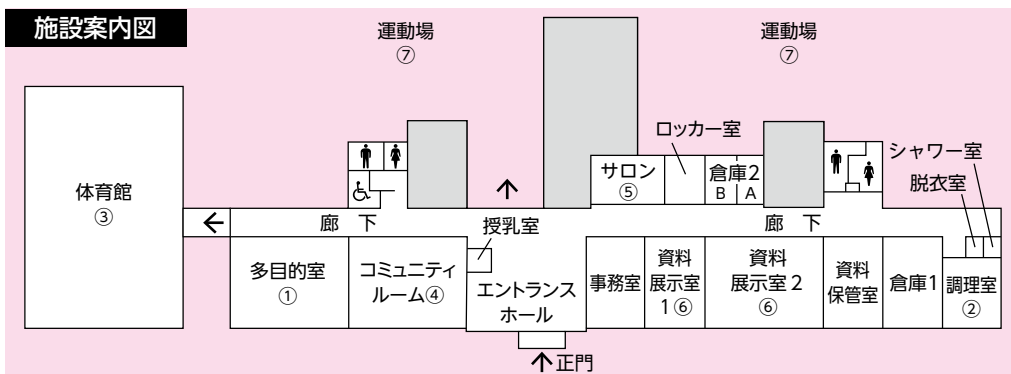 施設案内図
運動場
⑦
運動場
⑦
ロッカー室
シャワー室
脱衣室
サロン
⑤
倉庫2
B A
体育館
③
廊 下
授乳室
廊 下
多目的室
①
コミュニティ
ルーム④
エントランス
ホール
事務室
資料
展示室
1⑥
資料
展示室 2
⑥
資料
保管室
倉庫1
調理室
②
正門